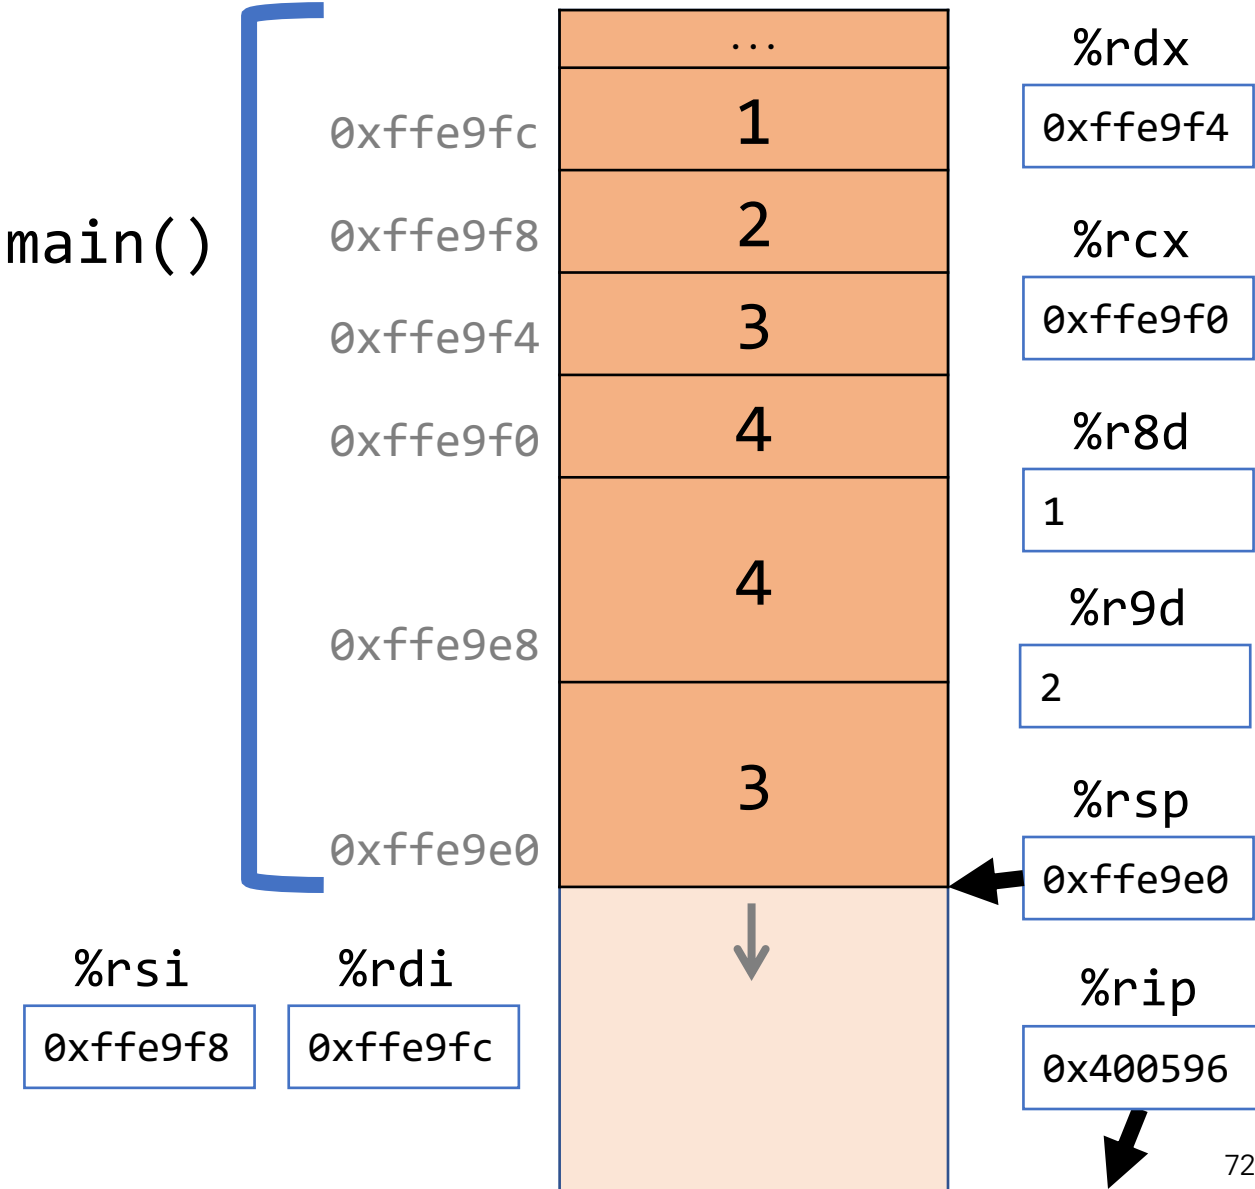 ...
%rdx
0xffe9fc
1
0xffe9f4
main()
0xffe9f8
2
%rcx
0xffe9f4
3
0xffe9f0
0xffe9f0
4
%r8d
1
0xffe9e8
4
%r9d
2
0xffe9e0
3
%rsp
0xffe9e0
%rsi
%rdi
%rip
0xffe9f8
0xffe9fc
0x400596
72